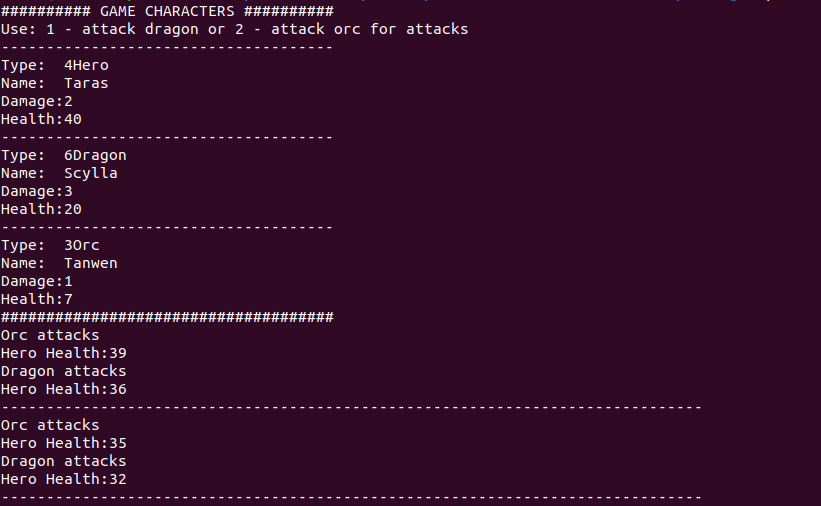 ########## GAME CHARACTERS ##########
Use: 1 - attack dragon or 2 - attack orc for attacks
-------------------------------------
Type:  4Hero
Name:  Taras
Damage:2
Health:40
-------------------------------------
Type:  6Dragon
Name:  Scylla
Damage:3
Health:20
-------------------------------------
Type:  3Orc
Name:  Tanwen
Damage:1
Health:7
#####################################
Orc attacks
Hero Health:39
Dragon attacks
Hero Health:36
------------------------------------------------------------------------------
Orc attacks
Hero Health:35
Dragon attacks
Hero Health:32
------------------------------------------------------------------------------